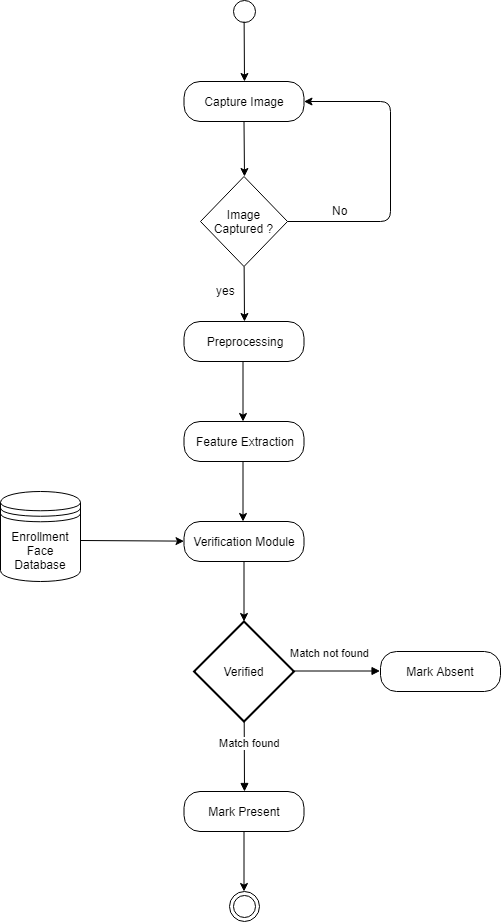 Capture Image
Image
Captured ?
No
yes
Preprocessing
Feature Extraction
Enrollment
Face
Database
Verification Module
Match not found
Verified
Mark Absent
Match found
Mark Present